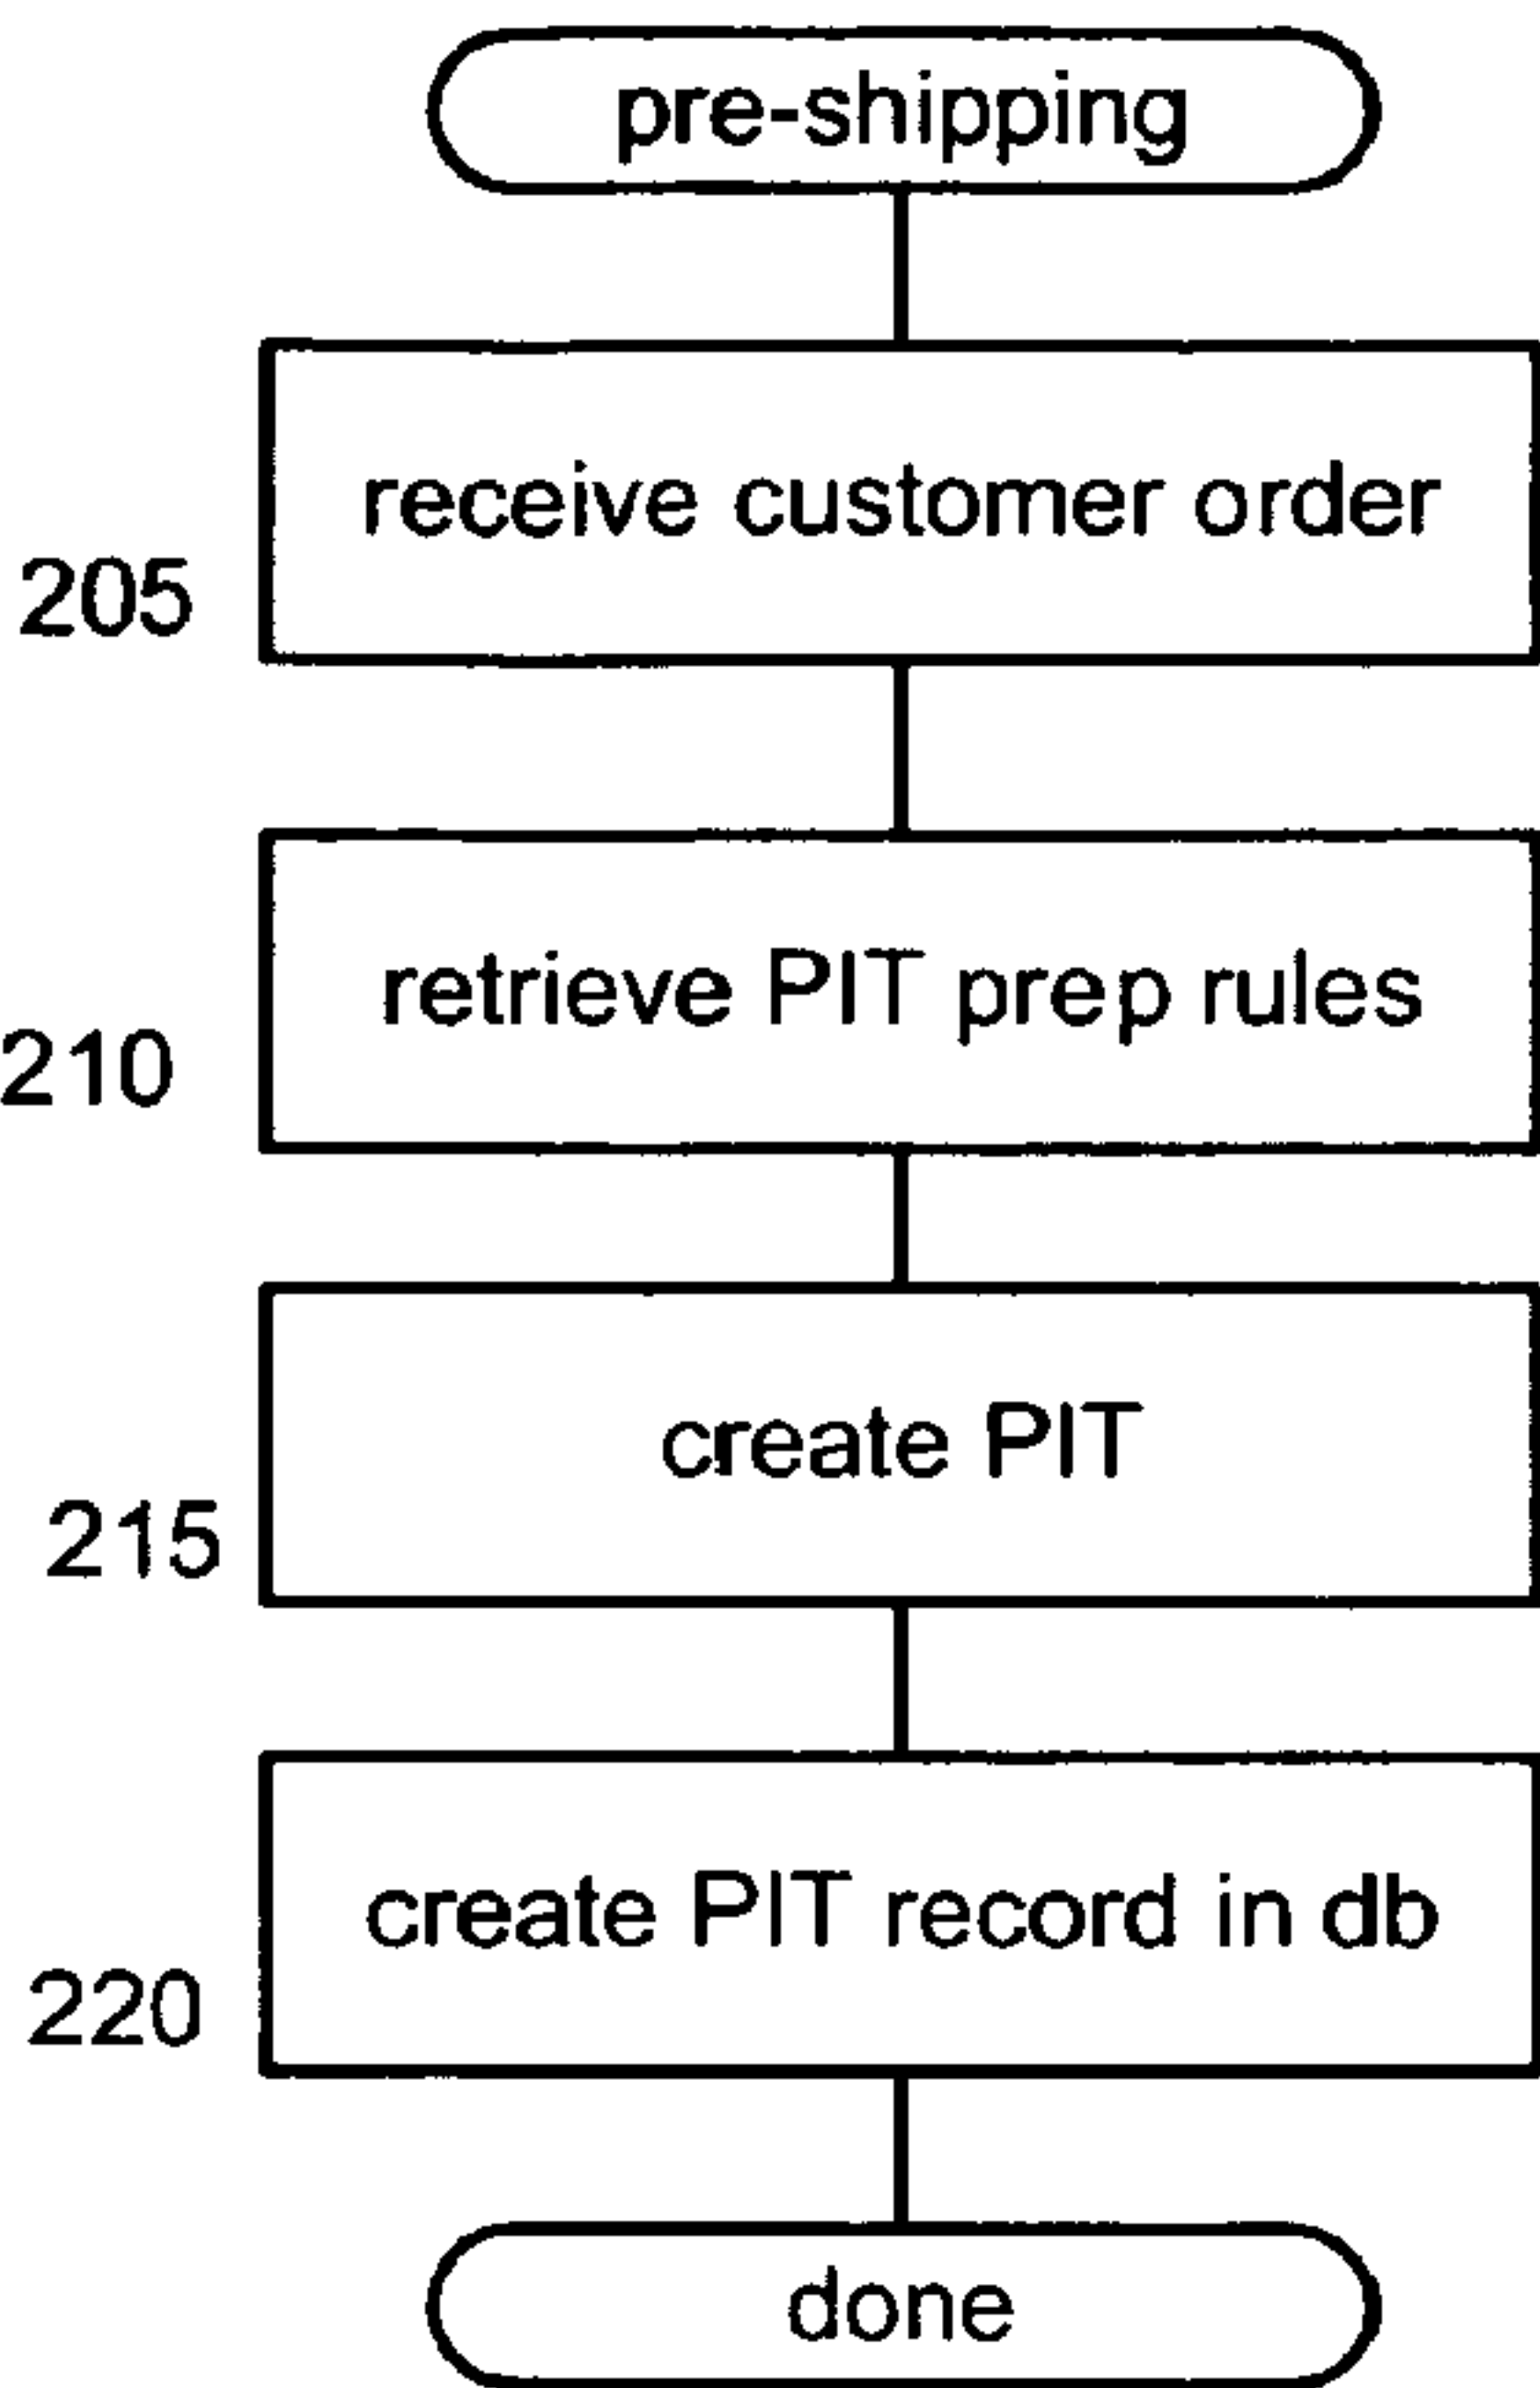 pre-shipping
receive customer order
205
retrieve PIT prep rules
210
create PIT
215
create PIT record in db
220
done